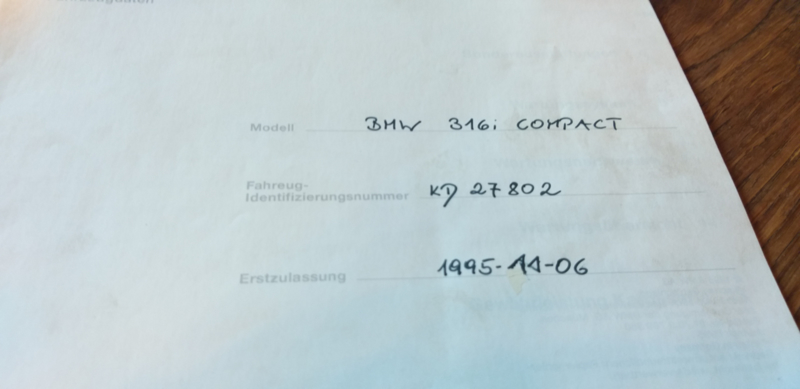 Modell BMW 316i COMPACT
Fahreug-
Identifizierungsnummer KD 27802
Erstzulassung 1995-11-06